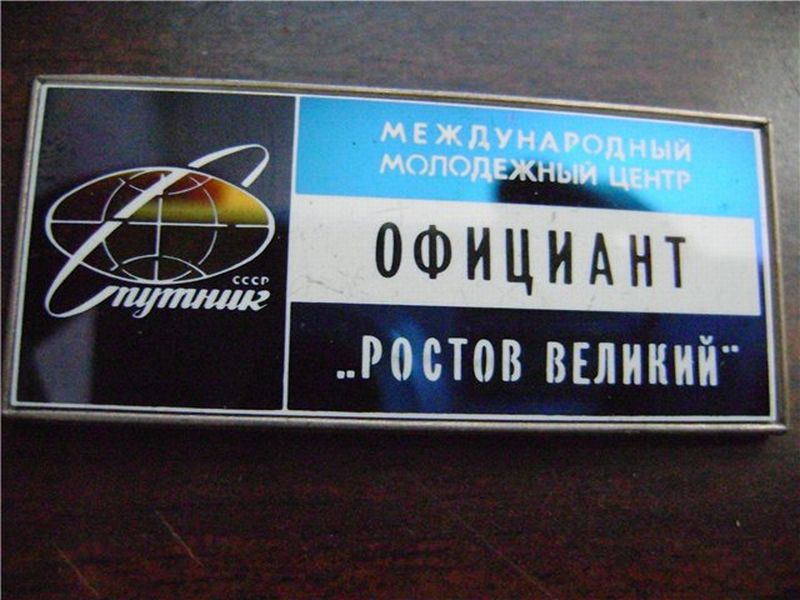 СССР
Спутник
МЕЖДУНАРОДНЫЙ
МОЛОДЕЖНЫЙ ЦЕНТР
ОФИЦИАНТ
„РОСТОВ ВЕЛИКИЙ"